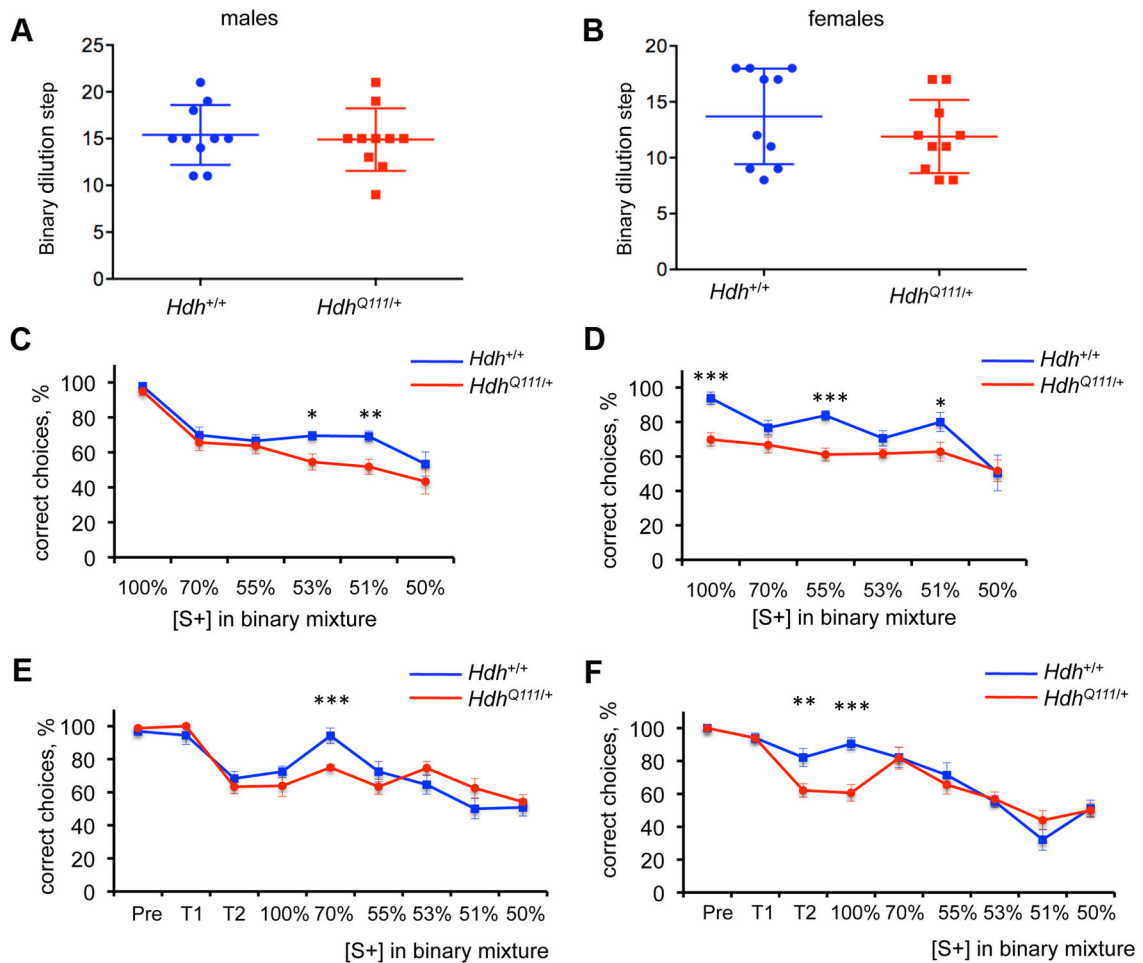 A
males
Binary dilution step
25
20
15
10
5
0
Hdh+/+
HdhQ111/+
B
females
Binary dilution step
20
15
10
5
0
Hdh+/+
HdhQ111/+
C
Hdh+/+
HdhQ111/+
correct choices, %
100
80
60
40
20
0
*
**
100% 70% 55% 53% 51% 50%
[S+] in binary mixture
D
Hdh+/+
HdhQ111/+
correct choices, %
100
80
60
40
20
0
***
***
*
100% 70% 55% 53% 51% 50%
[S+] in binary mixture
E
Hdh+/+
HdhQ111/+
correct choices, %
100
80
60
40
20
0
***
Pre T1 T2 100% 70% 55% 53% 51% 50%
[S+] in binary mixture
F
Hdh+/+
HdhQ111/+
correct choices, %
100
80
60
40
20
0
**
***
Pre T1 T2 100% 70% 55% 53% 51% 50%
[S+] in binary mixture